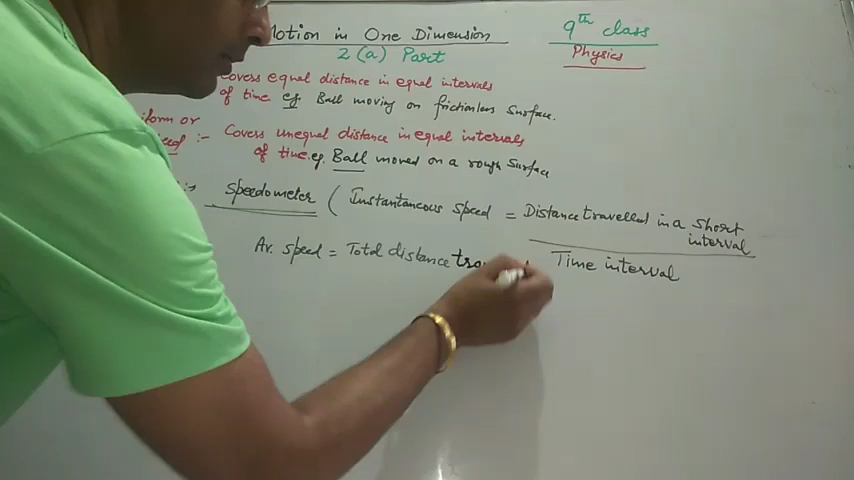 Motion in One Dimension
9th class
2 (a) Part
Physics
Covers equal distance in equal intervals
of time eg. Ball moving on frictionless surface.
iform or
:- Covers unequal distance in equal intervals
of time. eg. Ball moved on a rough surface
Speedometer ( Instantaneous speed = Distance travelled in a short
interval
Time interval
Av. speed = Total distance tra